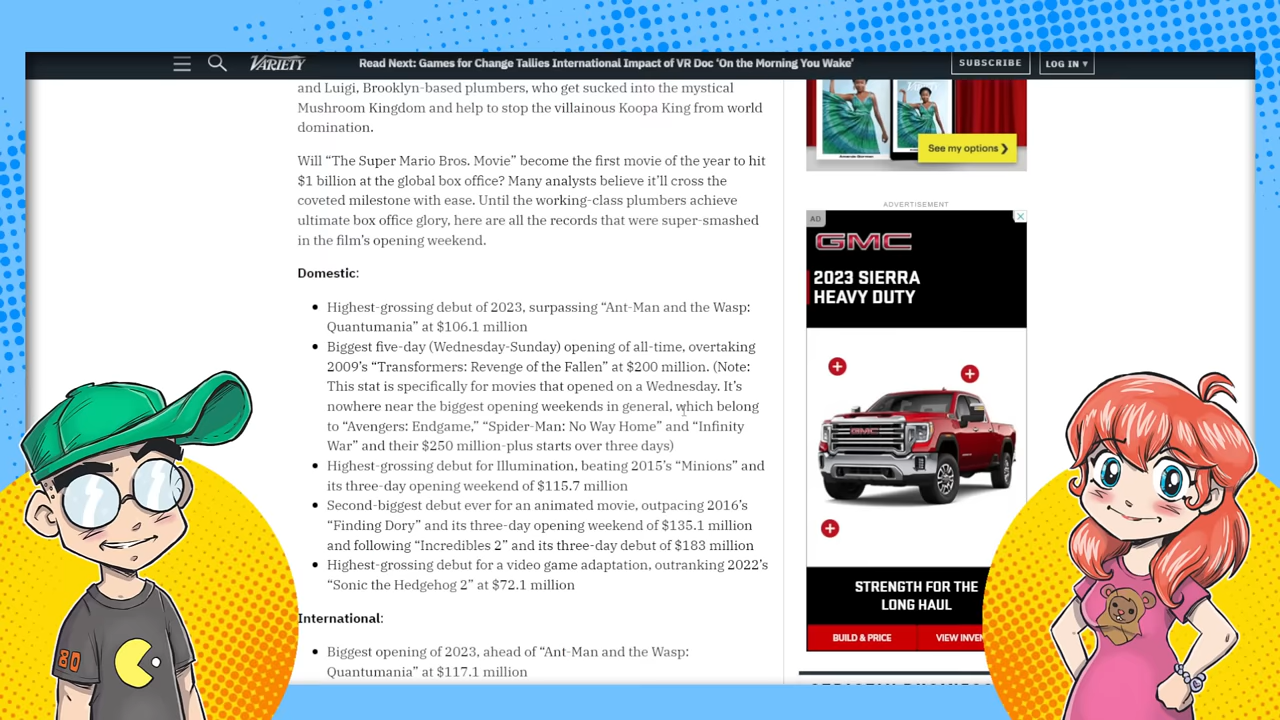 VARIETY
Read Next: Games for Change Tallies International Impact of VR Doc ‘On the Morning You Wake’
SUBSCRIBE
LOG IN ▾
and Luigi, Brooklyn-based plumbers, who get sucked into the mystical
Mushroom Kingdom and help to stop the villainous Koopa King from world
domination.
Will “The Super Mario Bros. Movie” become the first movie of the year to hit
$1 billion at the global box office? Many analysts believe it’ll cross the
coveted milestone with ease. Until the working-class plumbers achieve
ultimate box office glory, here are all the records that were super-smashed
in the film’s opening weekend.
Domestic:
Highest-grossing debut of 2023, surpassing “Ant-Man and the Wasp:
Quantumania” at $106.1 million
Biggest five-day (Wednesday-Sunday) opening of all-time, overtaking
2009’s “Transformers: Revenge of the Fallen” at $200 million. (Note:
This stat is specifically for movies that opened on a Wednesday. It’s
nowhere near the biggest opening weekends in general, which belong
to “Avengers: Endgame,” “Spider-Man: No Way Home” and “Infinity
War” and their $250 million-plus starts over three days)
Highest-grossing debut for Illumination, beating 2015’s “Minions” and
its three-day opening weekend of $115.7 million
Second-biggest debut ever for an animated movie, outpacing 2016’s
“Finding Dory” and its three-day opening weekend of $135.1 million
and following “Incredibles 2” and its three-day debut of $183 million
Highest-grossing debut for a video game adaptation, outranking 2022’s
“Sonic the Hedgehog 2” at $72.1 million
International:
Biggest opening of 2023, ahead of “Ant-Man and the Wasp:
Quantumania” at $117.1 million
See my options ❯
ADVERTISEMENT
AD
GMC
2023 SIERRA
HEAVY DUTY
GMC
STRENGTH FOR THE
LONG HAUL
BUILD & PRICE
VIEW
80